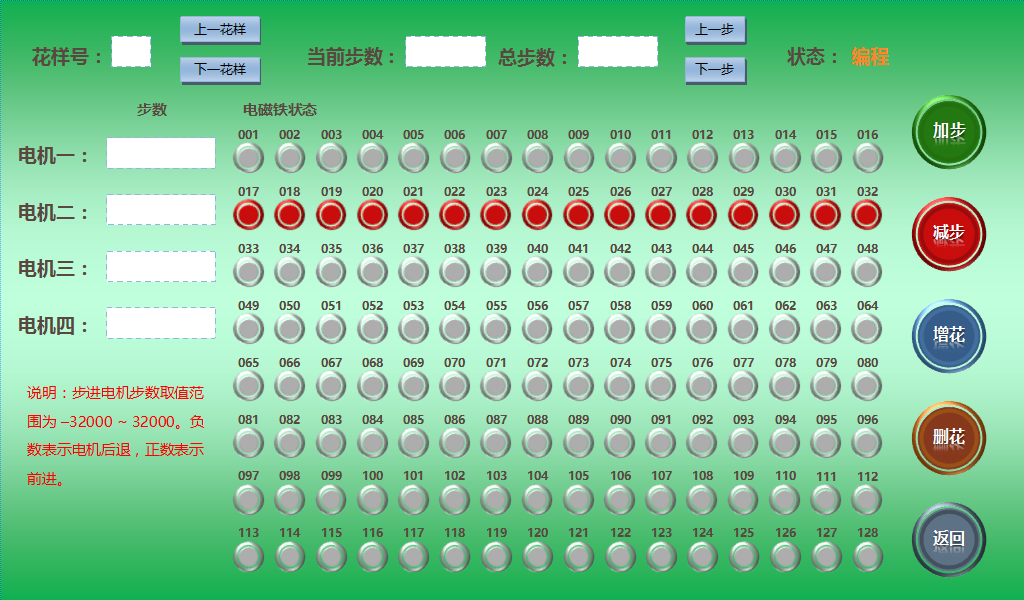 花样号：
上一花样
下一花样
当前步数：
总步数：
上一步
下一步
状态：
编程
步数
电磁铁状态
001 002 003 004 005 006 007 008 009 010 011 012 013 014 015 016
电机一：
017 018 019 020 021 022 023 024 025 026 027 028 029 030 031 032
电机二：
033 034 035 036 037 038 039 040 041 042 043 044 045 046 047 048
电机三：
049 050 051 052 053 054 055 056 057 058 059 060 061 062 063 064
电机四：
065 066 067 068 069 070 071 072 073 074 075 076 077 078 079 080
081 082 083 084 085 086 087 088 089 090 091 092 093 094 095 096
097 098 099 100 101 102 103 104 105 106 107 108 109 110 111 112
113 114 115 116 117 118 119 120 121 122 123 124 125 126 127 128
说明：步进电机步数取值范
围为 –32000 ~ 32000。负
数表示电机后退，正数表示
前进。
加步
减步
增花
删花
返回